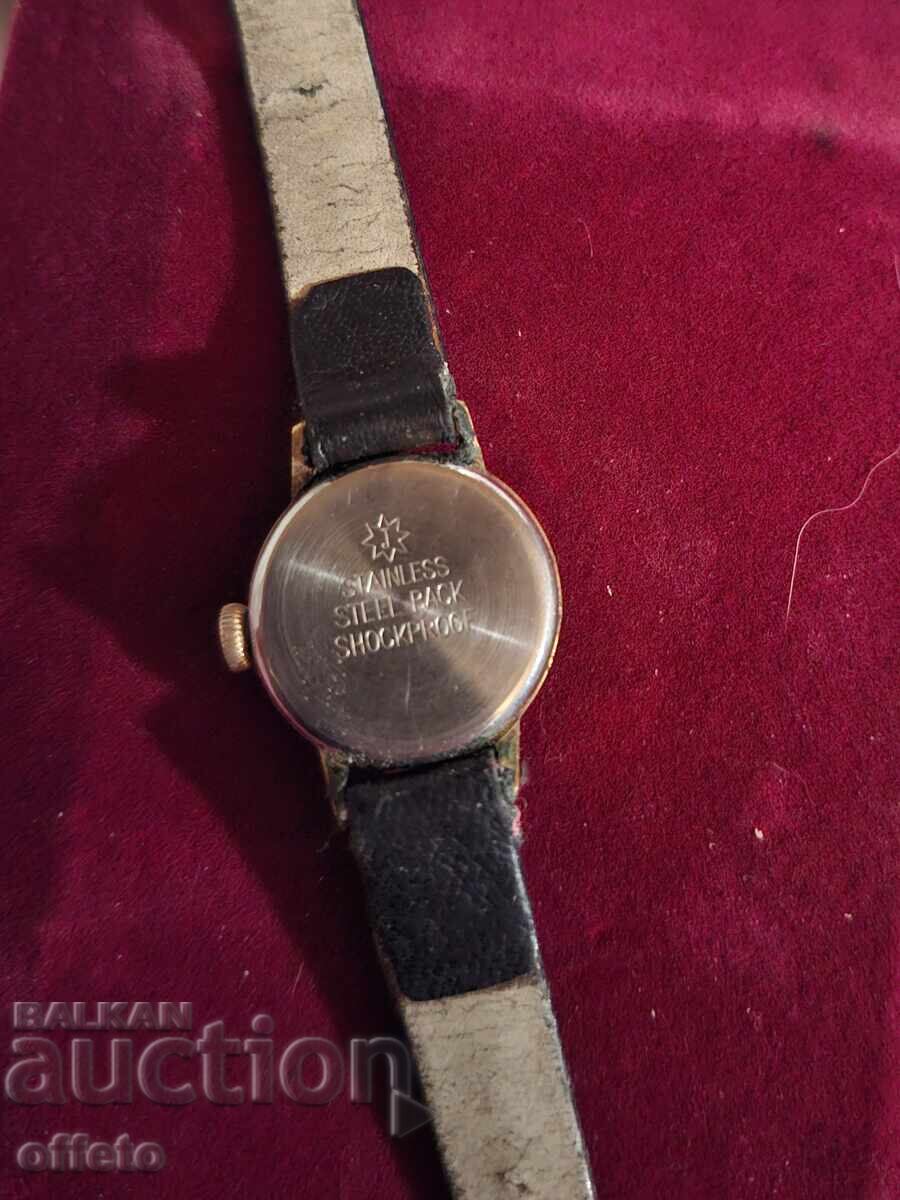 J
STAINLESS
STEEL BACK
SHOCKPROOF
BALKAN
auction
offeto